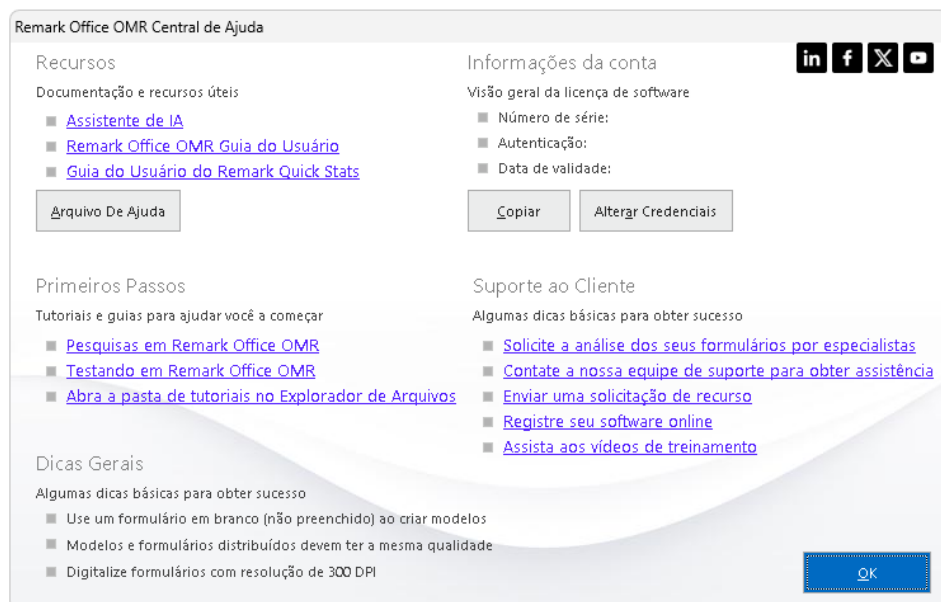 Remark Office OMR Central de Ajuda
Recursos
Documentação e recursos úteis
Assistente de IA
Remark Office OMR Guia do Usuário
Guia do Usuário do Remark Quick Stats
Arquivo De Ajuda
Informações da conta
in f X
Visão geral da licença de software
Número de série:
Autenticação:
Data de validade:
Copiar
Alterar Credenciais
Primeiros Passos
Tutoriais e guias para ajudar você a começar
Pesquisas em Remark Office OMR
Testando em Remark Office OMR
Abra a pasta de tutoriais no Explorador de Arquivos
Suporte ao Cliente
Algumas dicas básicas para obter sucesso
Solicite a análise dos seus formulários por especialistas
Contate a nossa equipe de suporte para obter assistência
Enviar uma solicitação de recurso
Registre seu software online
Assista aos vídeos de treinamento
Dicas Gerais
Algumas dicas básicas para obter sucesso
Use um formulário em branco (não preenchido) ao criar modelos
Modelos e formulários distribuídos devem ter a mesma qualidade
Digitalize formulários com resolução de 300 DPI
OK